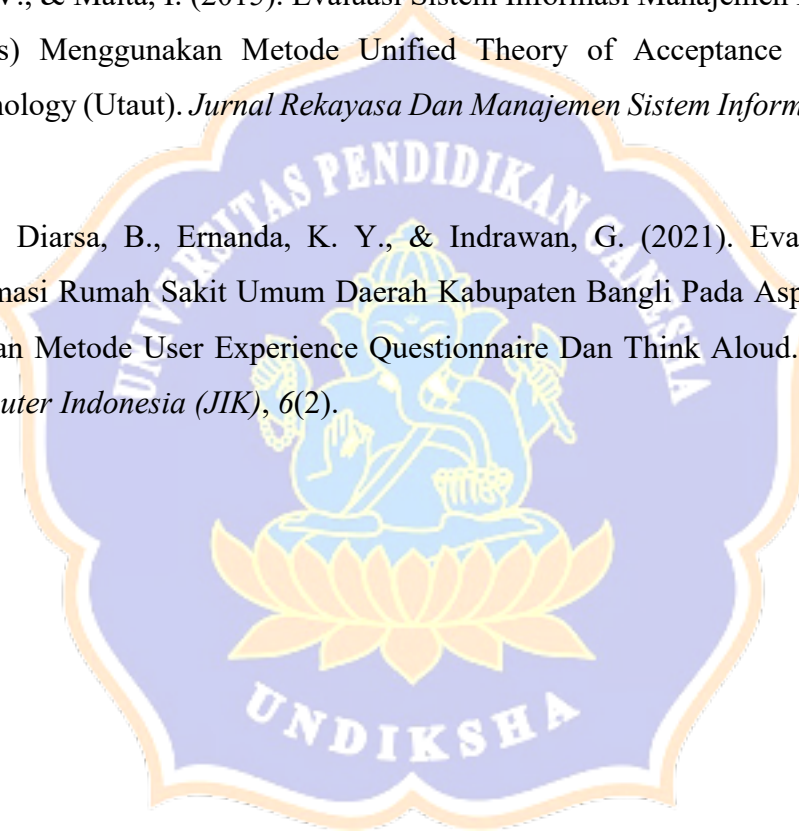 V., & Maita, I. (2015). Evaluasi Sistem Informasi Manajemen
s) Menggunakan Metode Unified Theory of Acceptance
nology (Utaut). Jurnal Rekayasa Dan Manajemen Sistem Inform
UNIVERSITAS PENDIDIKAN GANESHA
Diarsa, B., Ernanda, K. Y., & Indrawan, G. (2021). Eva
masi Rumah Sakit Umum Daerah Kabupaten Bangli Pada Asp
an Metode User Experience Questionnaire Dan Think Aloud.
uter Indonesia (JIK), 6(2).
UNDIKSHA